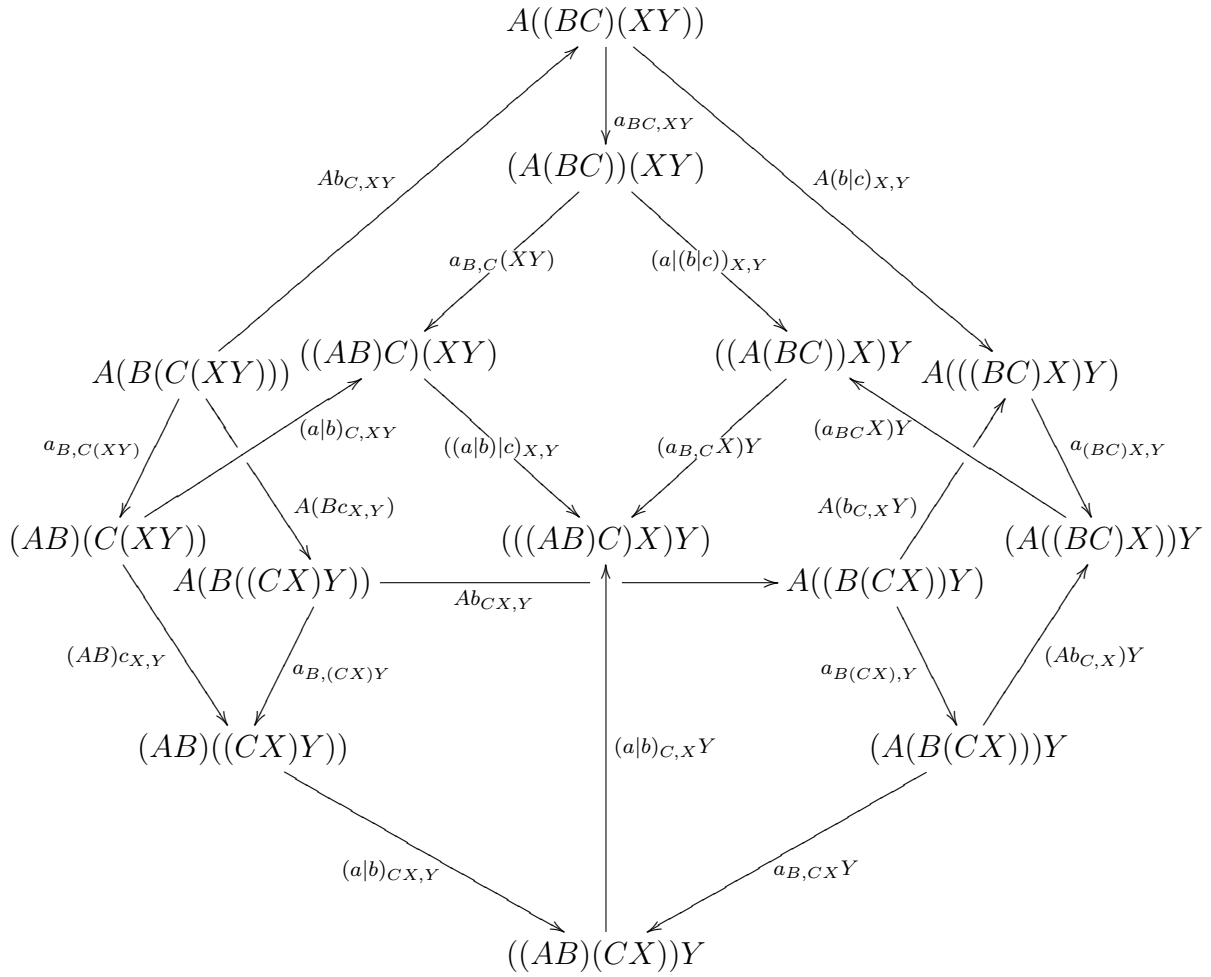 A((BC)(XY))
a_{BC,XY}
(A(BC))(XY)
Ab_{C,XY}
A(b|c)_{X,Y}
a_{B,C}(XY)
(a|(b|c))_{X,Y}
A(B(C(XY)))
((AB)C)(XY)
((A(BC))X)Y
A(((BC)X)Y)
a_{B,C(XY)}
(a|b)_{C,XY}
((a|b)|c)_{X,Y}
(a_{B,C}X)Y
(a_{BC}X)Y
a_{(BC)X,Y}
A(Bc_{X,Y})
A(b_{C,X}Y)
(AB)(C(XY))
(((AB)C)X)Y)
(A((BC)X))Y
A(B((CX)Y))
Ab_{CX,Y}
A((B(CX))Y)
(AB)c_{X,Y}
a_{B,(CX)Y}
a_{B(CX),Y}
(Ab_{C,X})Y
(AB)((CX)Y))
(a|b)_{C,X}Y
(A(B(CX)))Y
(a|b)_{CX,Y}
a_{B,CX}Y
((AB)(CX))Y